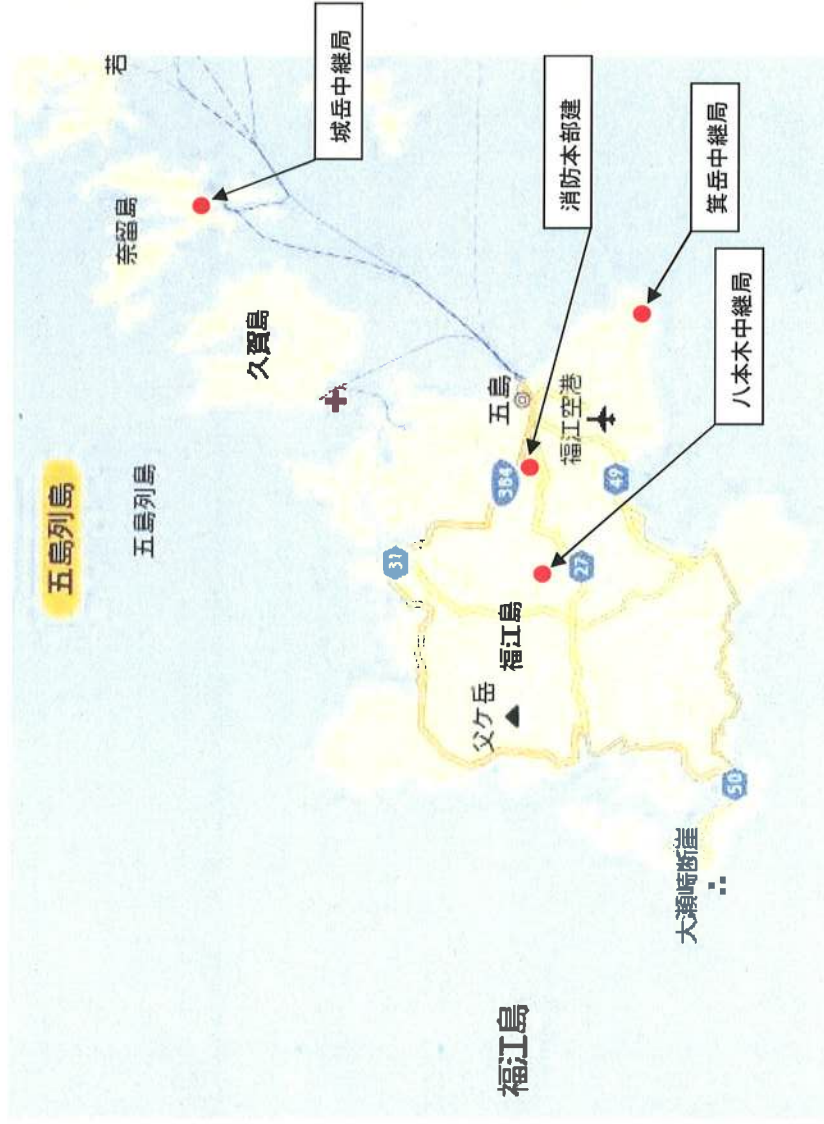 五島列島
五島列島
奈留島
若
久賀島
城岳中継局
消防本部建
箕岳中継局
八本木中継局
五島
福江空港
384
49
31
27
福江島
父ケ岳
50
大瀬崎断崖
福江島